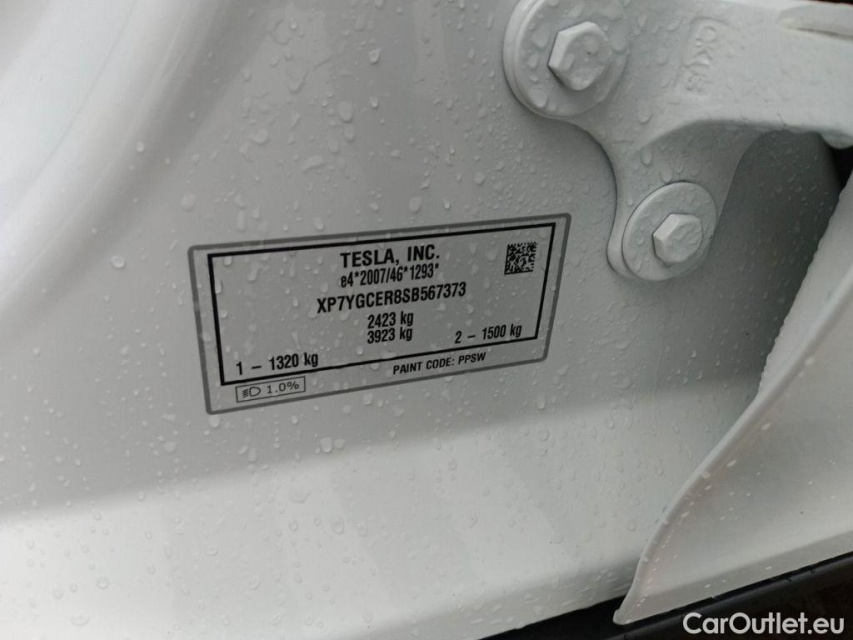 TESLA, INC.
e4*2007/46*1293*
XP7YGCER8SB567373
2423 kg
3923 kg
1 – 1320 kg
2 – 1500 kg
PAINT CODE: PPSW
1.0%
CarOutlet.eu